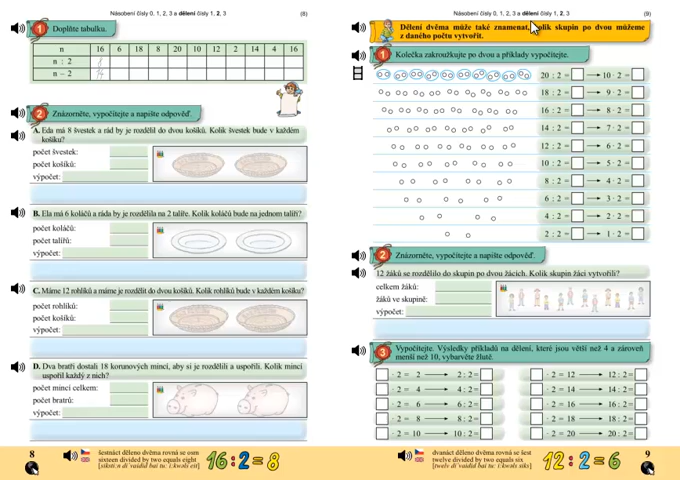 Násobení čísly 0, 1, 2, 3 a dělení čísly 1, 2, 3
(8)
1 Doplňte tabulku.
n 16 6 18 8 20 4 10 2 20 12 14 2 14 4 16
n : 2 8
n − 2 14
2 Znázorněte, vypočítejte a napište odpověď.
A. Eda má 8 švestek a rád by je rozdělil do dvou košíků. Kolik švestek bude v každém
košíku?
počet švestek:
počet košíků:
výpočet:
B. Ela má 6 koláčů a ráda by je rozdělila na 2 talíře. Kolik koláčů bude na jednom talíři?
počet koláčů:
počet talířů:
výpočet:
C. Máme 12 rohlíků a máme je rozdělit do dvou košíků. Kolik rohlíků bude v každém košíku?
počet rohlíků:
počet košíků:
výpočet:
D. Dva bratři dostali 18 korunových mincí, aby si je rozdělili a uspořili. Kolik mincí
uspořil každý z nich?
počet mincí celkem:
počet bratrů:
výpočet:
8
šestnáct děleno dvěma rovná se osm
sixteen divided by two equals eight
16 : 2 = 8
Násobení čísly 0, 1, 2, 3 a dělení čísly 1, 2, 3
(9)
Dělení dvěma může také znamenat, kolik skupin po dvou můžeme
z daného počtu vytvořit.
1 Kolečka zakroužkujte po dvou a příklady vypočítejte.
20 : 2 = 10 · 2 =
18 : 2 = 9 · 2 =
16 : 2 = 8 · 2 =
14 : 2 = 7 · 2 =
12 : 2 = 6 · 2 =
10 : 2 = 5 · 2 =
8 : 2 = 4 · 2 =
6 : 2 = 3 · 2 =
4 : 2 = 2 · 2 =
2 : 2 = 1 · 2 =
2 Znázorněte, vypočítejte a napište odpověď.
12 žáků se rozdělilo do skupin po dvou žácích. Kolik skupin žáci vytvořili?
celkem žáků:
žáků ve skupině:
výpočet:
3 Vypočítejte. Výsledky příkladů na dělení, které jsou větší než 4 a zároveň
menší než 10, vybarvěte žlutě.
· 2 = 2 2 : 2 = · 2 = 12 12 : 2 =
· 2 = 4 4 : 2 = · 2 = 14 14 : 2 =
· 2 = 6 6 : 2 = · 2 = 16 16 : 2 =
· 2 = 8 8 : 2 = · 2 = 18 18 : 2 =
· 2 = 10 10 : 2 = · 2 = 20 20 : 2 =
dvanáct děleno dvěma rovná se šest
twelve divided by two equals six
12 : 2 = 6
9